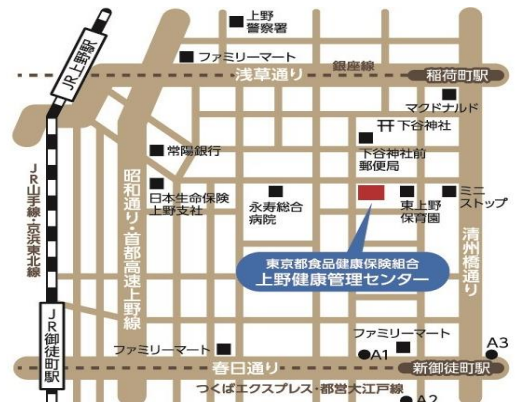 上野
警察署
JR上野駅
ファミリーマート
銀座線
浅草通り
稲荷町駅
マクドナルド
下谷神社
下谷神社前
郵便局
常陽銀行
日本生命保険
上野支社
永寿総合
病院
東上野
保育園
ミニ
ストップ
JR山手線・京浜東北線
昭和通り・首都高速上野線
清州橋通り
東京都食品健康保険組合
上野健康管理センター
JR御徒町駅
ファミリーマート
ファミリーマート
A1
A3
春日通り
新御徒町駅
つくばエクスプレス・都営大江戸線
A2